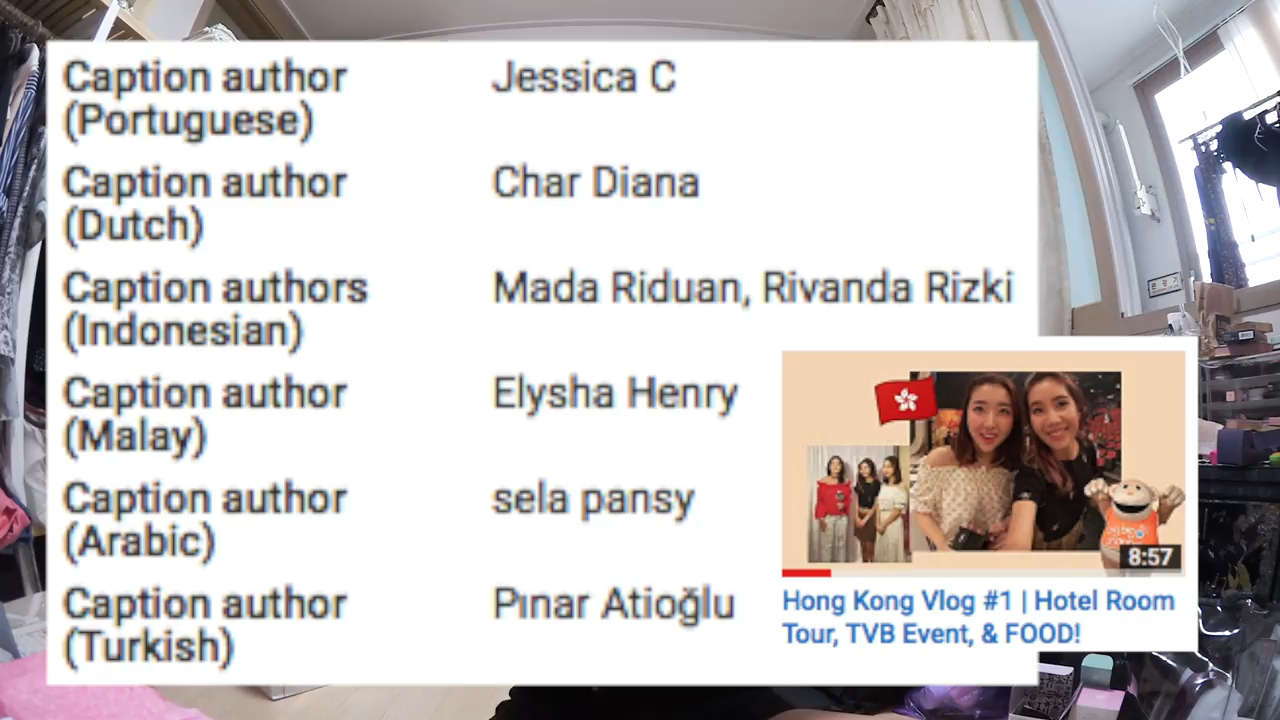 Caption author
(Portuguese)
Jessica C
Caption author
(Dutch)
Char Diana
Caption authors
(Indonesian)
Mada Riduan, Rivanda Rizki
Caption author
(Malay)
Elysha Henry
Caption author
(Arabic)
sela pansy
Caption author
(Turkish)
Pınar Atioğlu
8:57
Hong Kong Vlog #1 | Hotel Room
Tour, TVB Event, & FOOD!